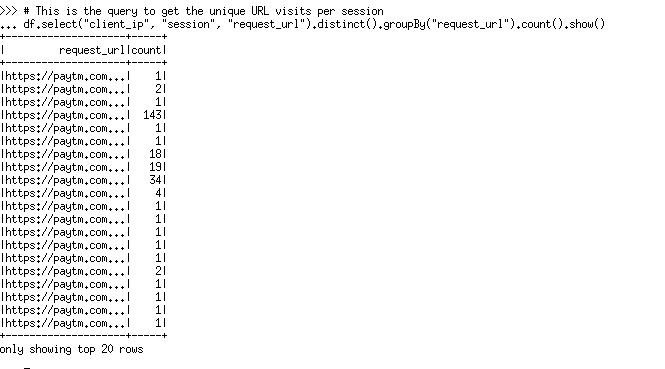 >>> # This is the query to get the unique URL visits per session
... df.select("client_ip", "session", "request_url").distinct().groupBy("request_url").count().show()
+--------------------+-----+
|         request_url|count|
+--------------------+-----+
|https://paytm.com...|    1|
|https://paytm.com...|    2|
|https://paytm.com...|    1|
|https://paytm.com...|  143|
|https://paytm.com...|    1|
|https://paytm.com...|    1|
|https://paytm.com...|   18|
|https://paytm.com...|   19|
|https://paytm.com...|   34|
|https://paytm.com...|    4|
|https://paytm.com...|    1|
|https://paytm.com...|    1|
|https://paytm.com...|    1|
|https://paytm.com...|    1|
|https://paytm.com...|    1|
|https://paytm.com...|    2|
|https://paytm.com...|    1|
|https://paytm.com...|    1|
|https://paytm.com...|    1|
|https://paytm.com...|    1|
+--------------------+-----+
only showing top 20 rows